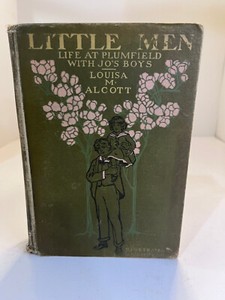 LITTLE MEN
LIFE AT PLUMFIELD
WITH JO'S BOYS
LOUISA
M·
ALCOTT